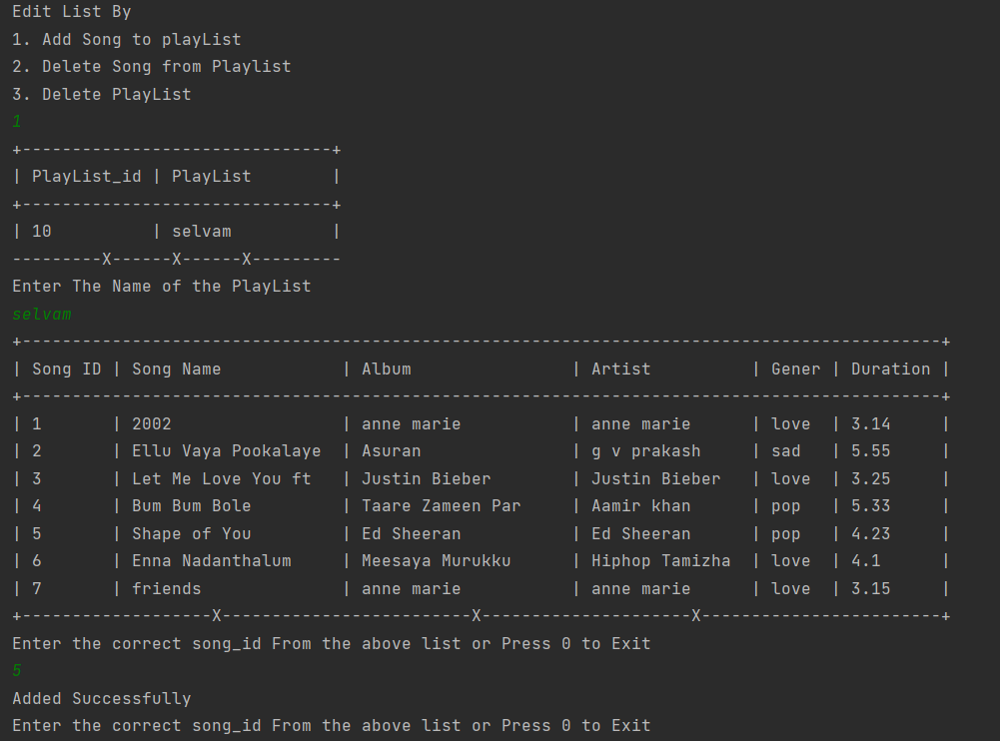 Edit List By
1. Add Song to playList
2. Delete Song from Playlist
3. Delete PlayList
1
+-------------------------------+
| PlayList_id | PlayList        |
+-------------------------------+
| 10          | selvam          |
---------X------X------X---------
Enter The Name of the PlayList
selvam
+--------------------------------------------------------------------------------------------+
| Song ID | Song Name            | Album                | Artist          | Gener | Duration |
+--------------------------------------------------------------------------------------------+
| 1       | 2002                 | anne marie           | anne marie      | love  | 3.14     |
| 2       | Ellu Vaya Pookalaye  | Asuran               | g v prakash     | sad   | 5.55     |
| 3       | Let Me Love You ft   | Justin Bieber        | Justin Bieber   | love  | 3.25     |
| 4       | Bum Bum Bole         | Taare Zameen Par     | Aamir khan      | pop   | 5.33     |
| 5       | Shape of You         | Ed Sheeran           | Ed Sheeran      | pop   | 4.23     |
| 6       | Enna Nadanthalum     | Meesaya Murukku      | Hiphop Tamizha  | love  | 4.1      |
| 7       | friends              | anne marie           | anne marie      | love  | 3.15     |
+-------------------X-------------------------X---------------------X------------------------+
Enter the correct song_id From the above list or Press 0 to Exit
5
Added Successfully
Enter the correct song_id From the above list or Press 0 to Exit